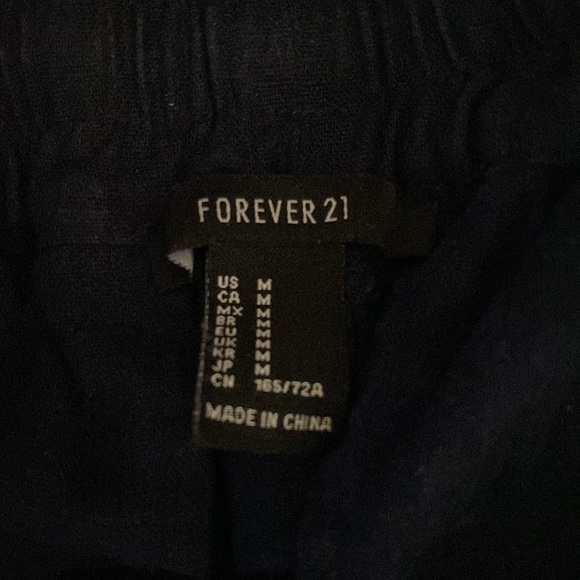 FOREVER 21
US M
CA M
MX M
BR M
EU M
UK M
KR M
JP M
CN 165/72A
MADE IN CHINA